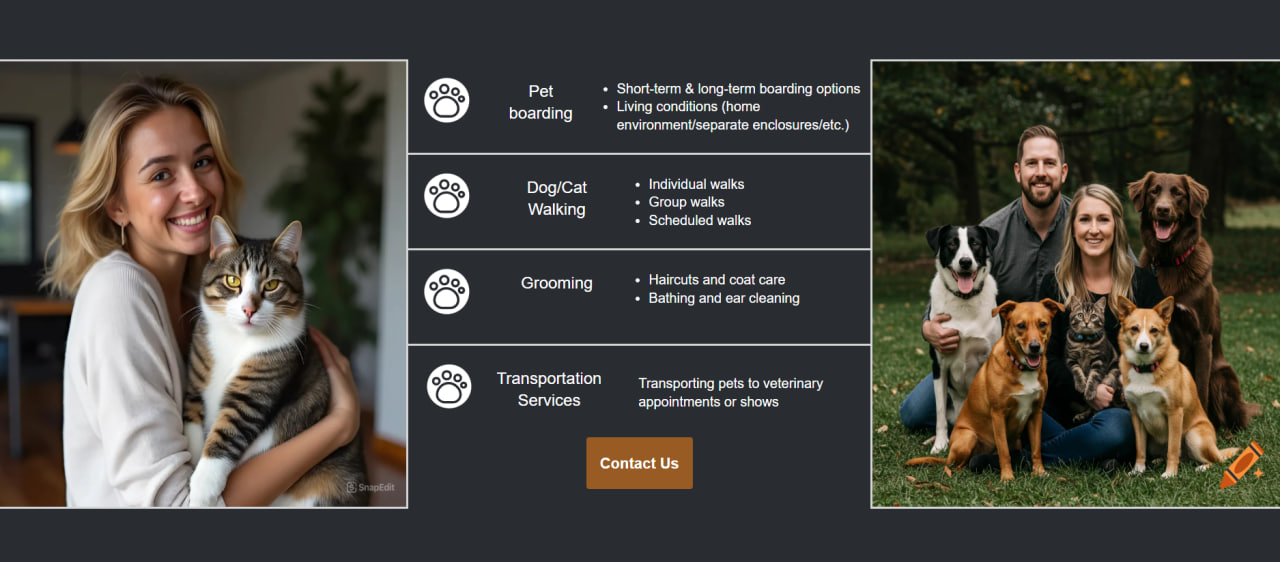 Pet
boarding
• Short-term & long-term boarding options
• Living conditions (home
environment/separate enclosures/etc.)
Dog/Cat
Walking
• Individual walks
• Group walks
• Scheduled walks
Grooming
• Haircuts and coat care
• Bathing and ear cleaning
Transportation
Services
Transporting pets to veterinary
appointments or shows
Contact Us
SnapEdit